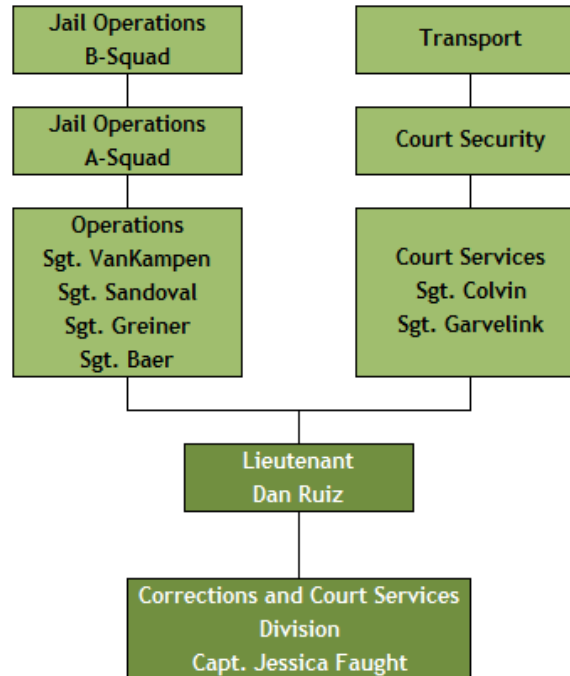 Jail Operations
B-Squad
Transport
Jail Operations
A-Squad
Court Security
Operations
Sgt. VanKampen
Sgt. Sandoval
Sgt. Greiner
Sgt. Baer
Court Services
Sgt. Colvin
Sgt. Garvelink
Lieutenant
Dan Ruiz
Corrections and Court Services
Division
Capt. Jessica Faught